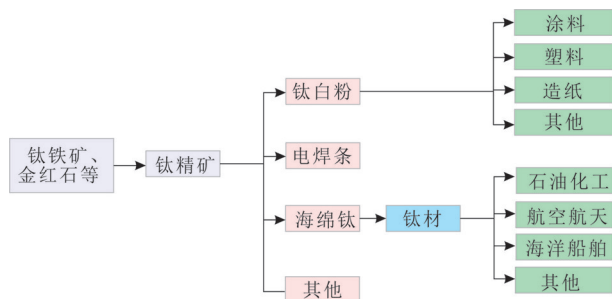 钛铁矿、
金红石等
钛精矿
钛白粉
电焊条
海绵钛
其他
钛材
涂料
塑料
造纸
其他
石油化工
航空航天
海洋船舶
其他